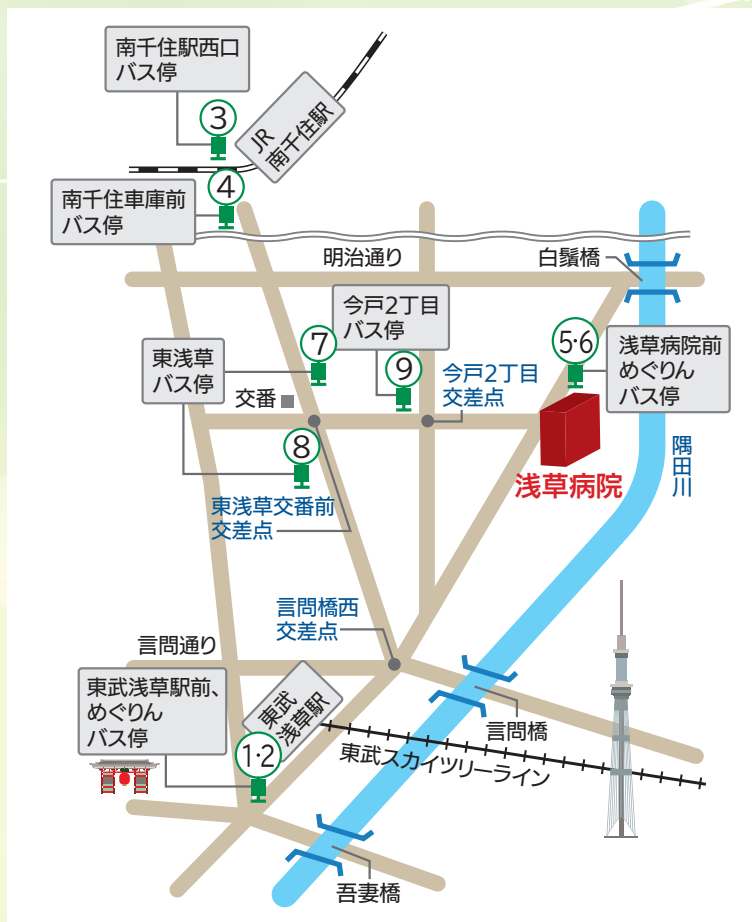 南千住駅西口
バス停
3
JR
南千住駅
4
南千住車庫前
バス停
明治通り
白鬚橋
今戸2丁目
バス停
7
9
5・6
浅草病院前
めぐりん
バス停
東浅草
バス停
交番
今戸2丁目
交差点
8
浅草病院
隅田川
東浅草交番前
交差点
言問橋西
交差点
言問通り
東武浅草駅前、
めぐりん
バス停
東武
浅草駅
1・2
言問橋
東武スカイツリーライン
吾妻橋